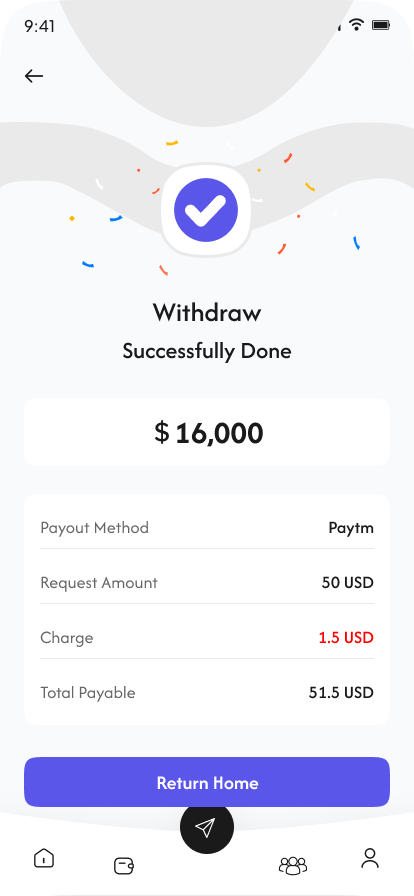 9:41
Withdraw
Successfully Done
$ 16,000
Payout Method Paytm
Request Amount 50 USD
Charge 1.5 USD
Total Payable 51.5 USD
Return Home